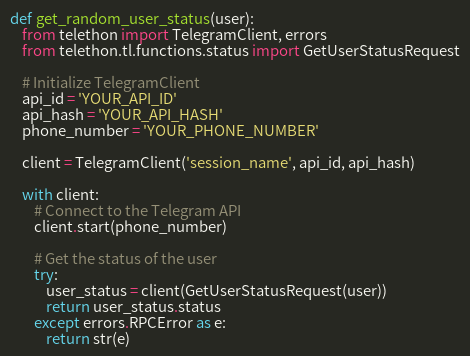 def get_random_user_status(user):
    from telethon import TelegramClient, errors
    from telethon.tl.functions.status import GetUserStatusRequest

    # Initialize TelegramClient
    api_id = 'YOUR_API_ID'
    api_hash = 'YOUR_API_HASH'
    phone_number = 'YOUR_PHONE_NUMBER'

    client = TelegramClient('session_name', api_id, api_hash)

    with client:
        # Connect to the Telegram API
        client.start(phone_number)

        # Get the status of the user
        try:
            user_status = client(GetUserStatusRequest(user))
            return user_status.status
        except errors.RPCError as e:
            return str(e)